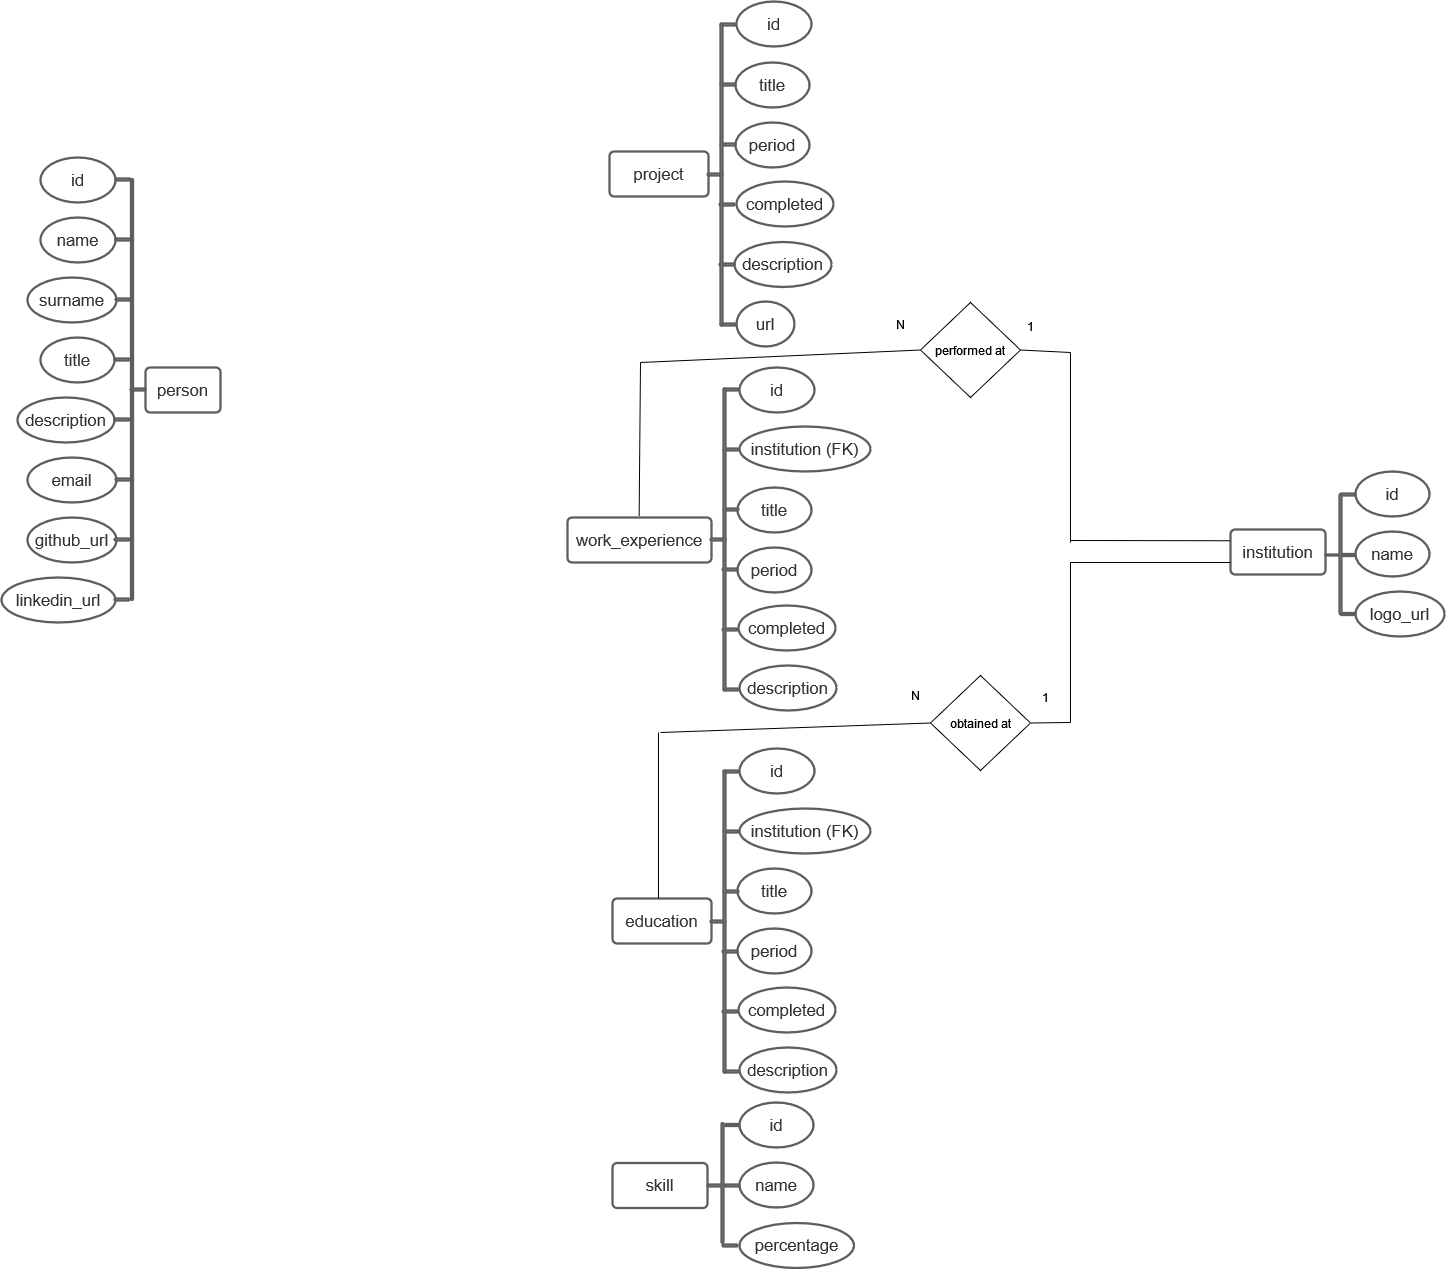 id
name
surname
title
description
email
github_url
linkedin_url
person
project
id
title
period
completed
description
url
N
performed at
1
work_experience
id
institution (FK)
title
period
completed
description
N
obtained at
1
education
id
institution (FK)
title
period
completed
description
skill
id
name
percentage
institution
id
name
logo_url